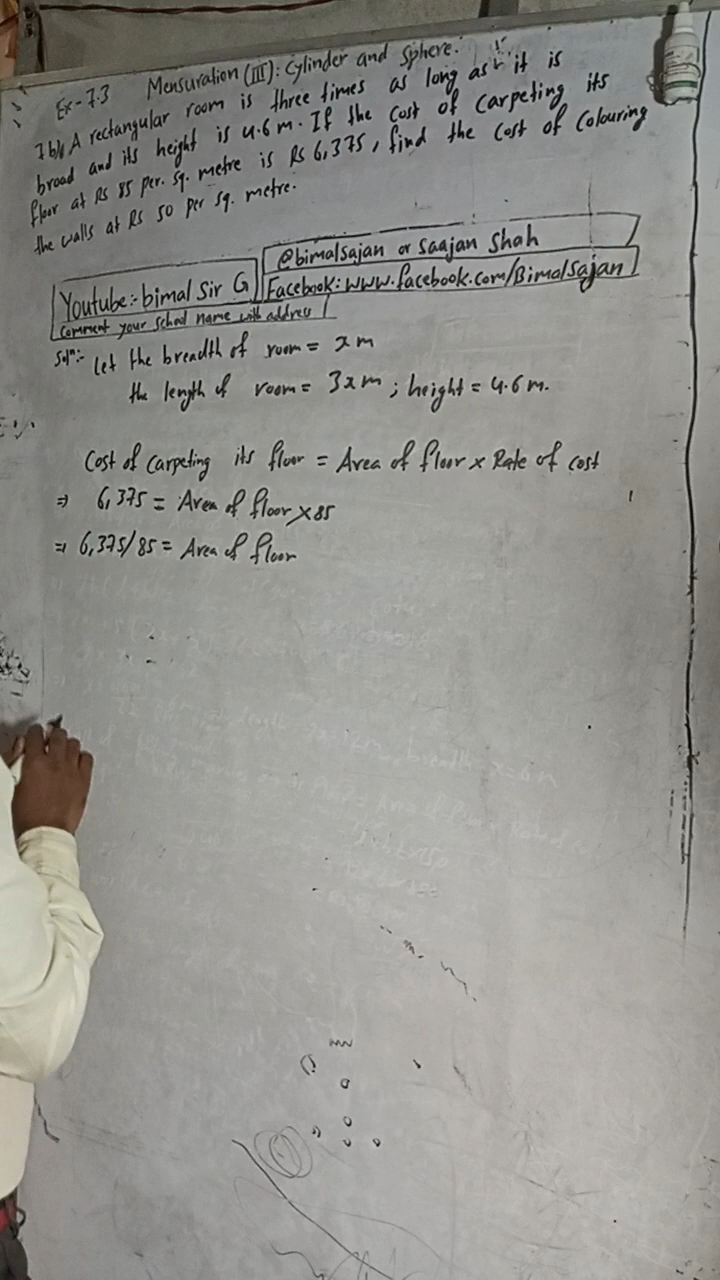 Ex-7.3 Mensuration (III): Cylinder and Sphere.
7 b) A rectangular room is three times as long as it is
broad and its height is 4.6 m. If the cost of carpeting its
floor at RS 85 per. sq. metre is RS 6,375, find the cost of colouring
the walls at RS 50 per sq. metre.
@bimalsajan or Saajan Shah
Youtube:- bimal Sir G
Facebook: www.facebook.com/Bimalsajan
Comment your school name with address
Solⁿ:- Let the breadth of room = x m
the length of room = 3x m ; height = 4.6 m.
Cost of carpeting its floor = Area of floor x Rate of cost
⇒ 6,375 = Area of floor x 85
⇒ 6,375/85 = Area of floor